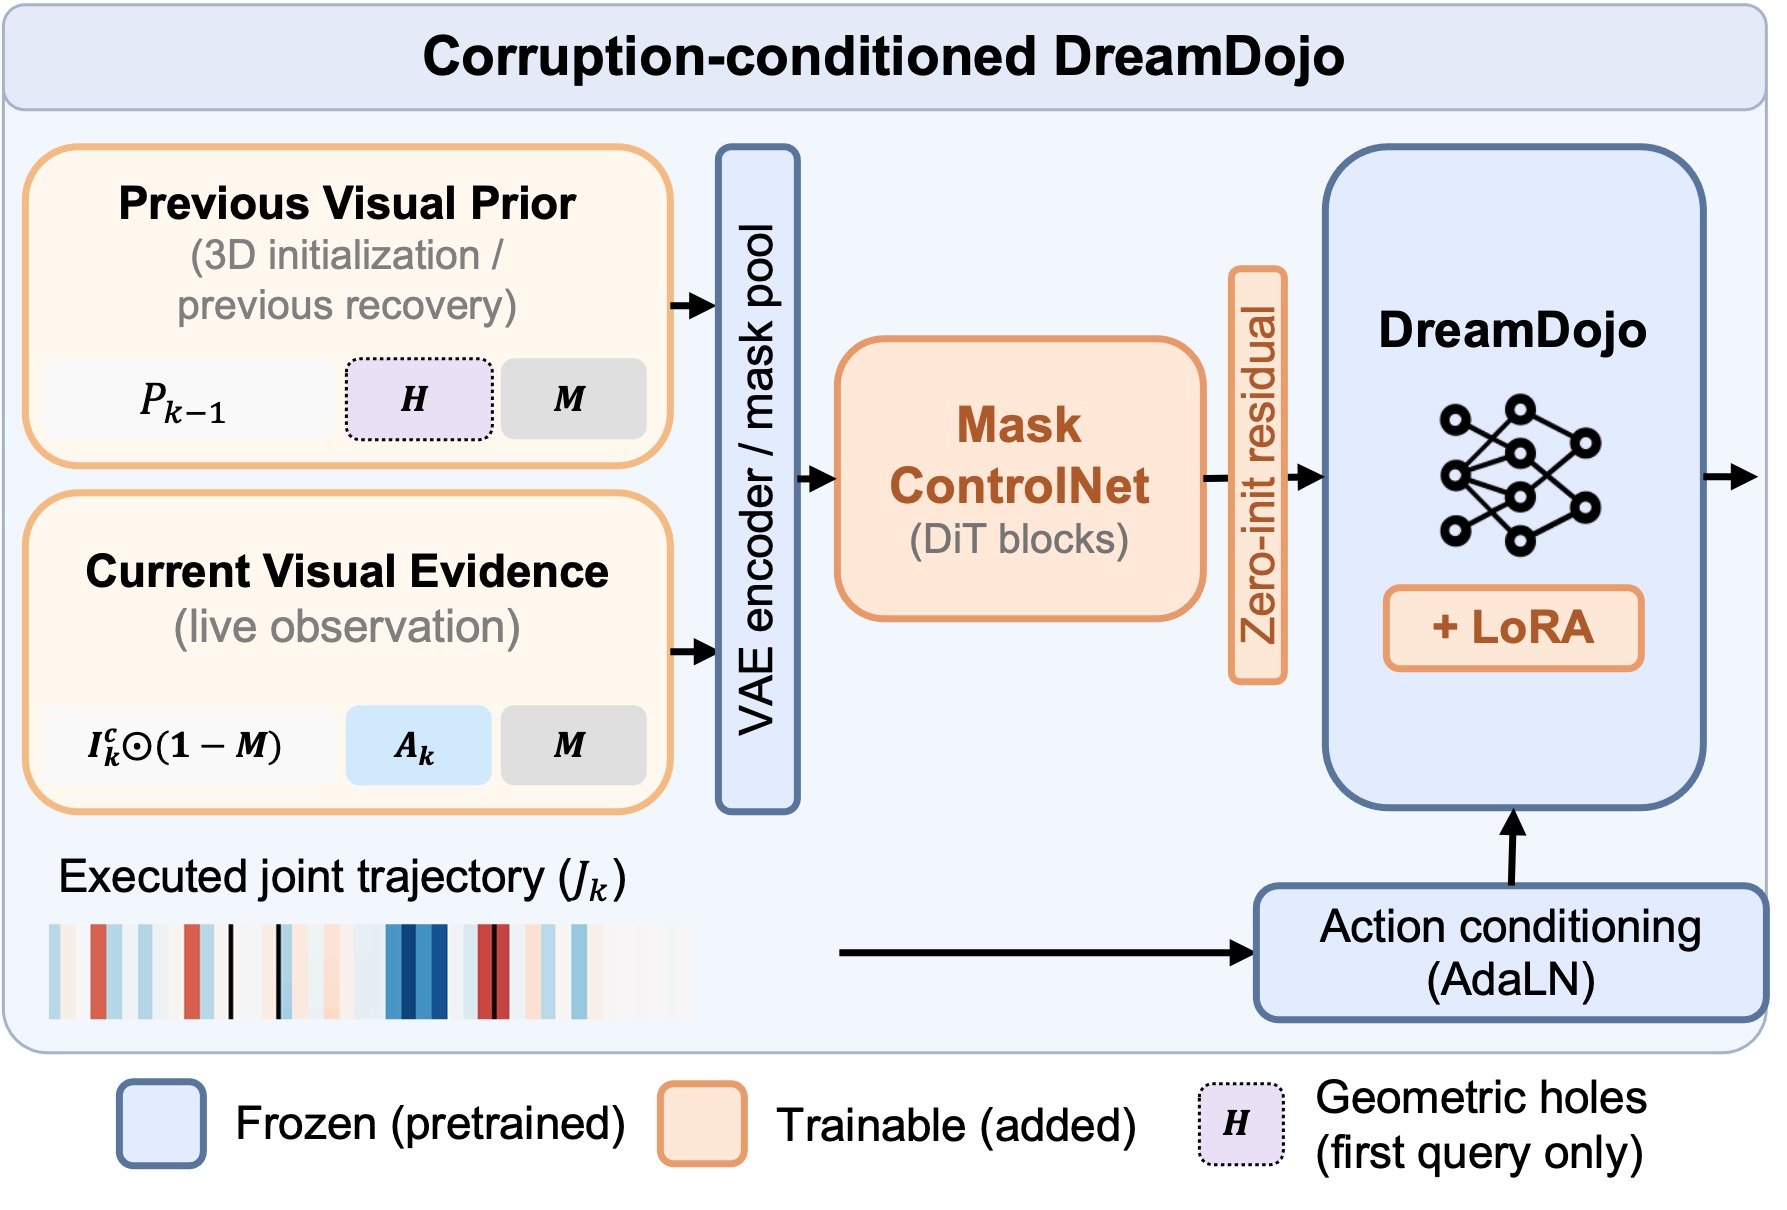 Corruption-conditioned DreamDojo
Previous Visual Prior
(3D initialization /
previous recovery)
P_{k−1}
H
M
Current Visual Evidence
(live observation)
I_k^c⊙(1 − M)
A_k
M
VAE encoder / mask pool
Mask
ControlNet
(DiT blocks)
Zero-init residual
DreamDojo
+ LoRA
Executed joint trajectory (J_k)
Action conditioning
(AdaLN)
Frozen (pretrained)
Trainable (added)
H
Geometric holes
(first query only)